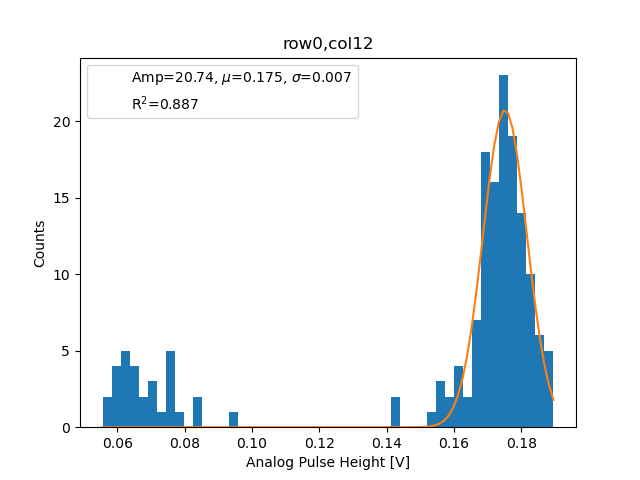 row0,col12
Amp=20.74, μ=0.175, σ=0.007
R²=0.887
Counts
20
15
10
5
0
0.06 0.08 0.10 0.12 0.14 0.16 0.18
Analog Pulse Height [V]